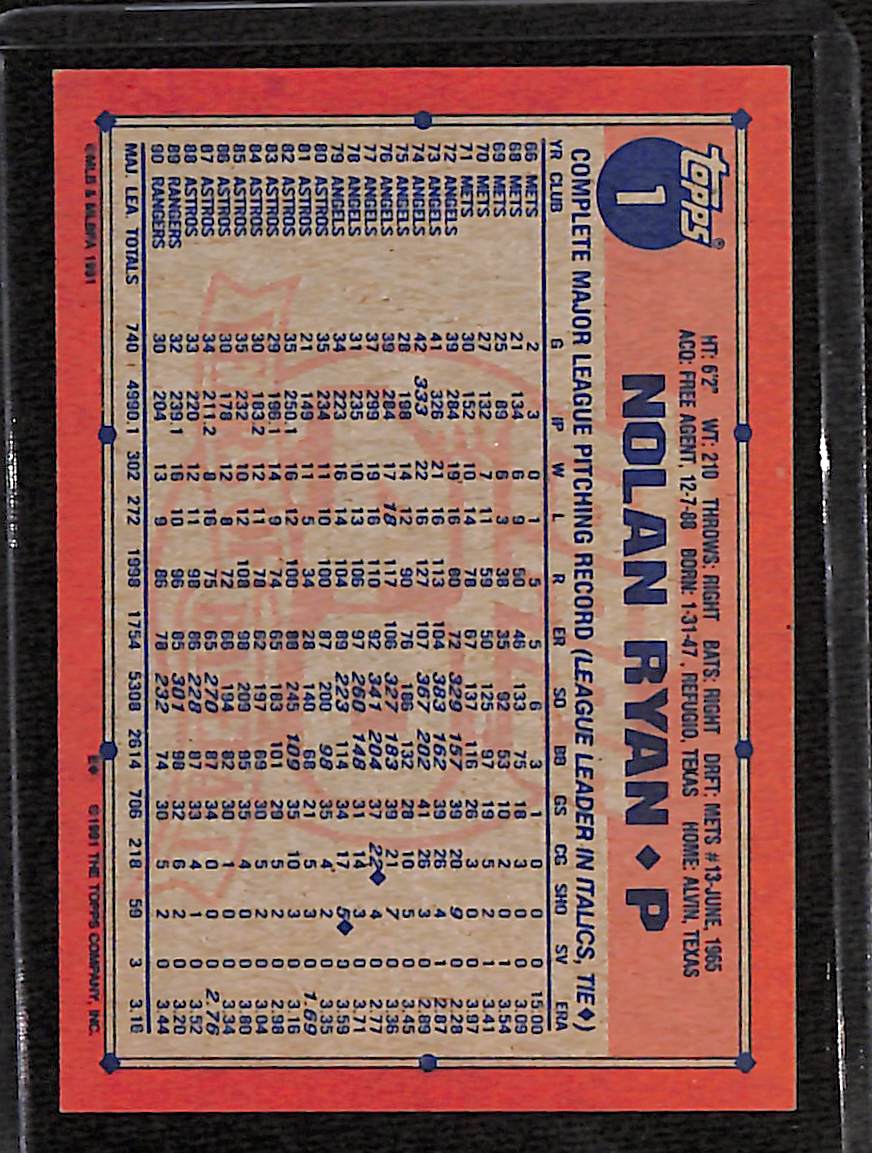 Topps®
1
HT: 6'2" WT: 210 THROWS: RIGHT BATS: RIGHT DRFT: METS #13-JUNE, 1965
ACQ: FREE AGENT, 12-7-88 BORN: 1-31-47, REFUGIO, TEXAS HOME: ALVIN, TEXAS
NOLAN RYAN ◆ P
COMPLETE MAJOR LEAGUE PITCHING RECORD (LEAGUE LEADER IN ITALICS, TIE◆)
YR CLUB G IP W L R ER SO BB GS CG SHO SV ERA
66 METS 2 3 0 1 5 5 6 3 1 0 0 0 15.00
68 METS 21 134 6 9 50 46 133 75 18 3 0 0 3.09
69 METS 25 89 6 3 38 35 92 53 10 2 0 1 3.54
70 METS 27 132 7 11 59 50 125 97 19 5 2 1 3.41
71 METS 30 152 10 14 78 67 137 116 26 3 0 0 3.97
72 ANGELS 39 284 19 16 80 72 329 157 39 20 9 0 2.28
73 ANGELS 41 326 21 16 113 104 383 162 39 26 4 1 2.87
74 ANGELS 42 333 22 16 127 107 367 202 41 26 3 0 2.89
75 ANGELS 28 198 14 12 90 76 186 132 28 10 5 0 3.45
76 ANGELS 39 284 17 18 117 106 327 183 39 21 7 0 3.36
77 ANGELS 37 299 19 16 110 92 341 204 37 22◆ 4 0 2.77
78 ANGELS 31 235 10 13 106 97 260 148 31 14 3 0 3.71
79 ANGELS 34 223 16 14 104 89 223 114 34 17 5◆ 0 3.59
80 ASTROS 35 234 11 10 100 87 200 98 35 4 2 0 3.35
81 ASTROS 21 149 11 5 34 28 140 68 21 5 3 0 1.69
82 ASTROS 35 250.1 16 12 100 88 245 109 35 10 3 0 3.16
83 ASTROS 29 196.1 14 9 74 65 183 101 29 5 2 0 2.98
84 ASTROS 30 183.2 12 11 78 62 197 69 30 5 2 0 3.04
85 ASTROS 35 232 10 12 108 98 209 95 35 4 0 0 3.80
86 ASTROS 30 178 12 8 72 66 194 82 30 1 0 0 3.34
87 ASTROS 34 211.2 8 16 75 65 270 87 34 0 0 0 2.76
88 ASTROS 33 220 12 11 98 86 228 87 33 4 1 0 3.52
89 RANGERS 32 239.1 16 10 96 85 301 98 32 6 2 0 3.20
90 RANGERS 30 204 13 9 86 78 232 74 30 5 2 0 3.44
MAJ. LEA. TOTALS 740 4990.1 302 272 1998 1754 5308 2614 706 218 59 3 3.16
©MLB & MLBPA 1991 ©1991 THE TOPPS COMPANY, INC.